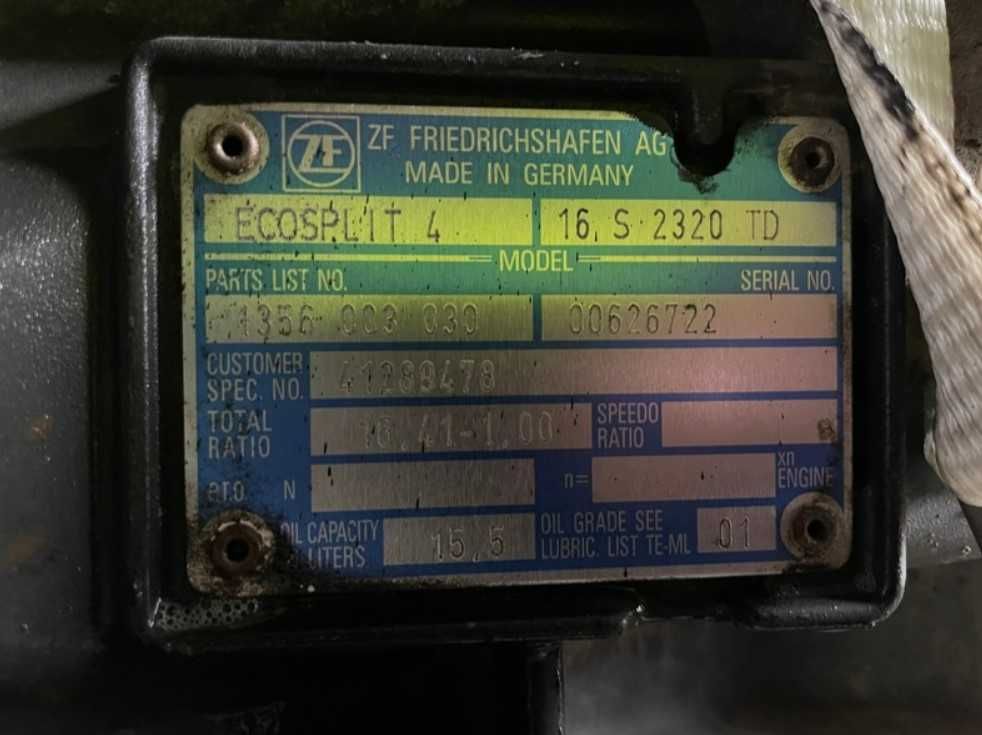 ZF ZF FRIEDRICHSHAFEN AG
MADE IN GERMANY
ECOSPLIT 4 16 S 2320 TD
MODEL
PARTS LIST NO. SERIAL NO.
1356 003 030 00626722
CUSTOMER
SPEC. NO. 41289478
TOTAL
RATIO 16,41-1,00 SPEEDO
RATIO
P.T.O. N n= xn
ENGINE
OIL CAPACITY
LITERS 15,5 OIL GRADE SEE
LUBRIC. LIST TE-ML 01